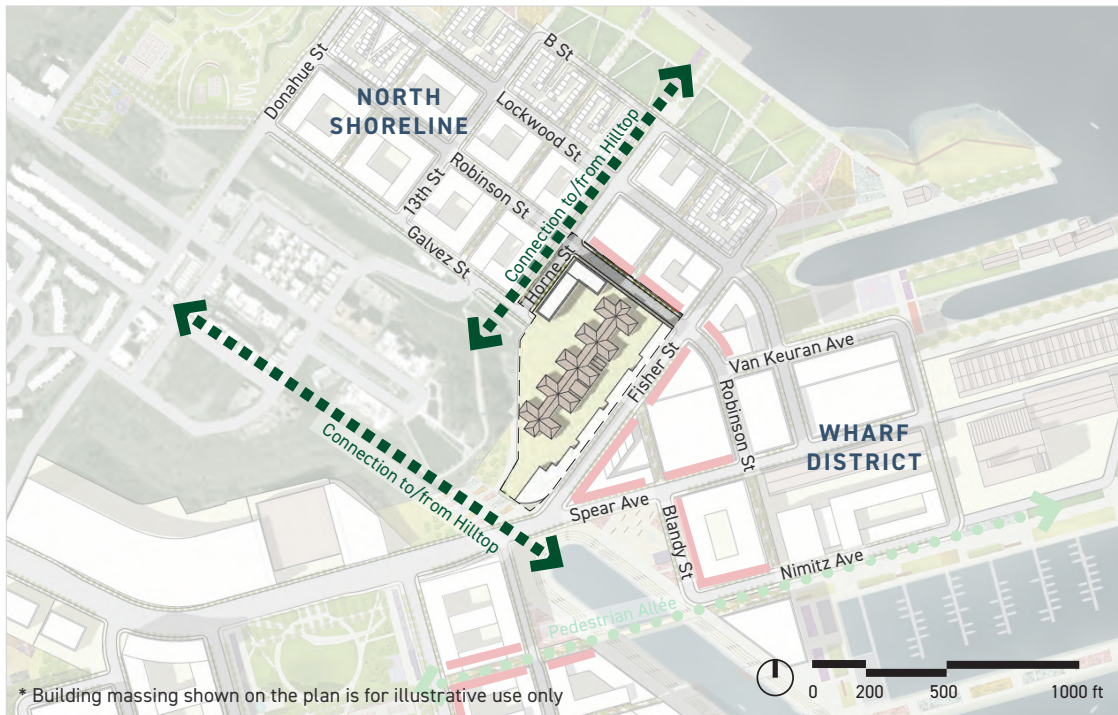 B St
Donahue St
NORTH
SHORELINE
Lockwood St
Connection to/from Hilltop
Robinson St
13th St
Galvez St
Horne St
Fisher St
Van Keuran Ave
Robinson St
WHARF
DISTRICT
Connection to/from Hilltop
Spear Ave
Blandy St
Nimitz Ave
Pedestrian Allée
* Building massing shown on the plan is for illustrative use only
0 200 500 1000 ft